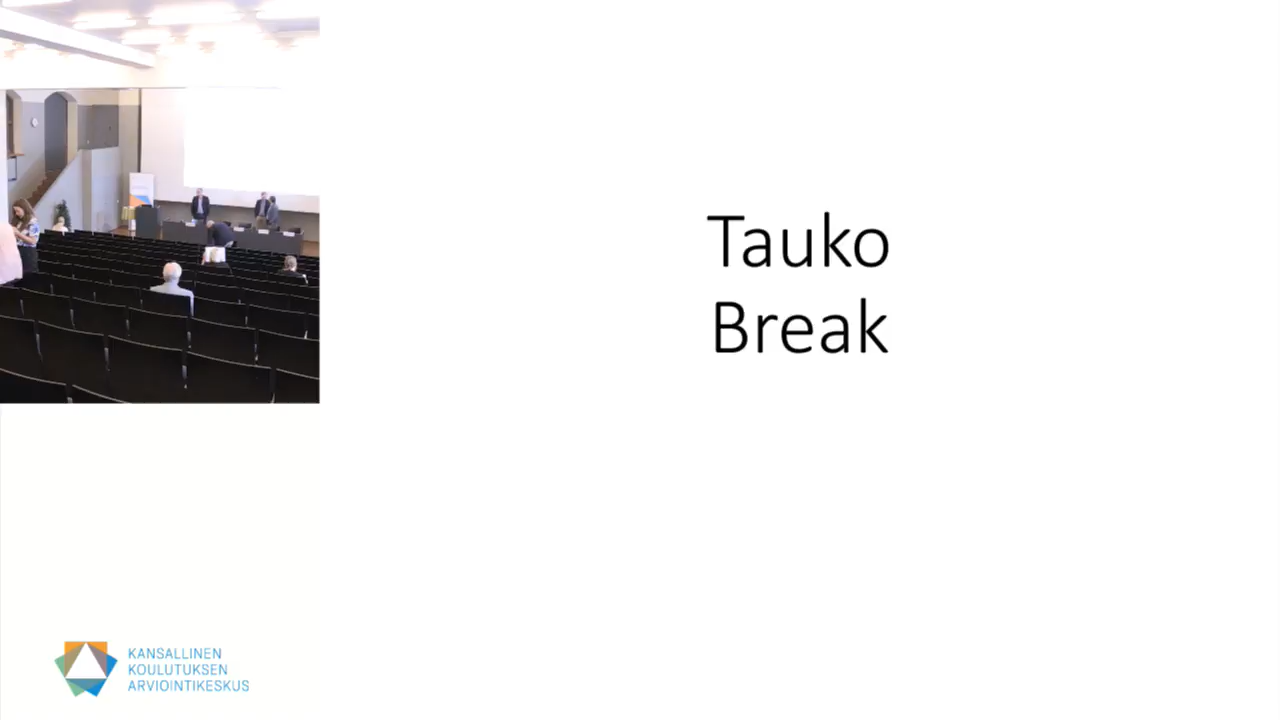 Tauko
Break
KANSALLINEN
KOULUTUKSEN
ARVIOINTIKESKUS